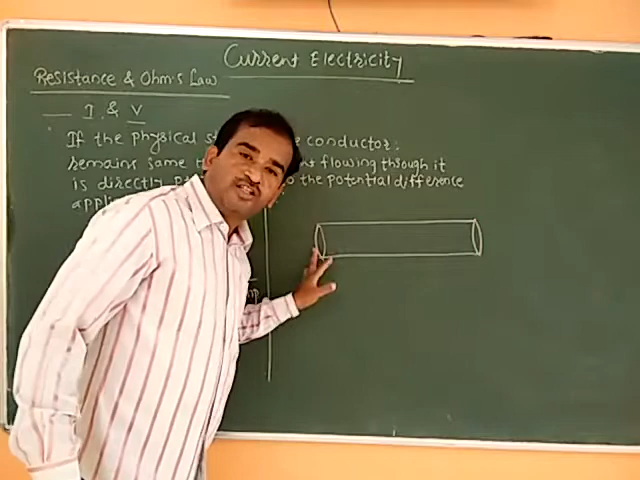 Current Electricity
Resistance & Ohm's Law
— I & V
If the physical conductor:
remains same flowing through it
is directly to the potential difference